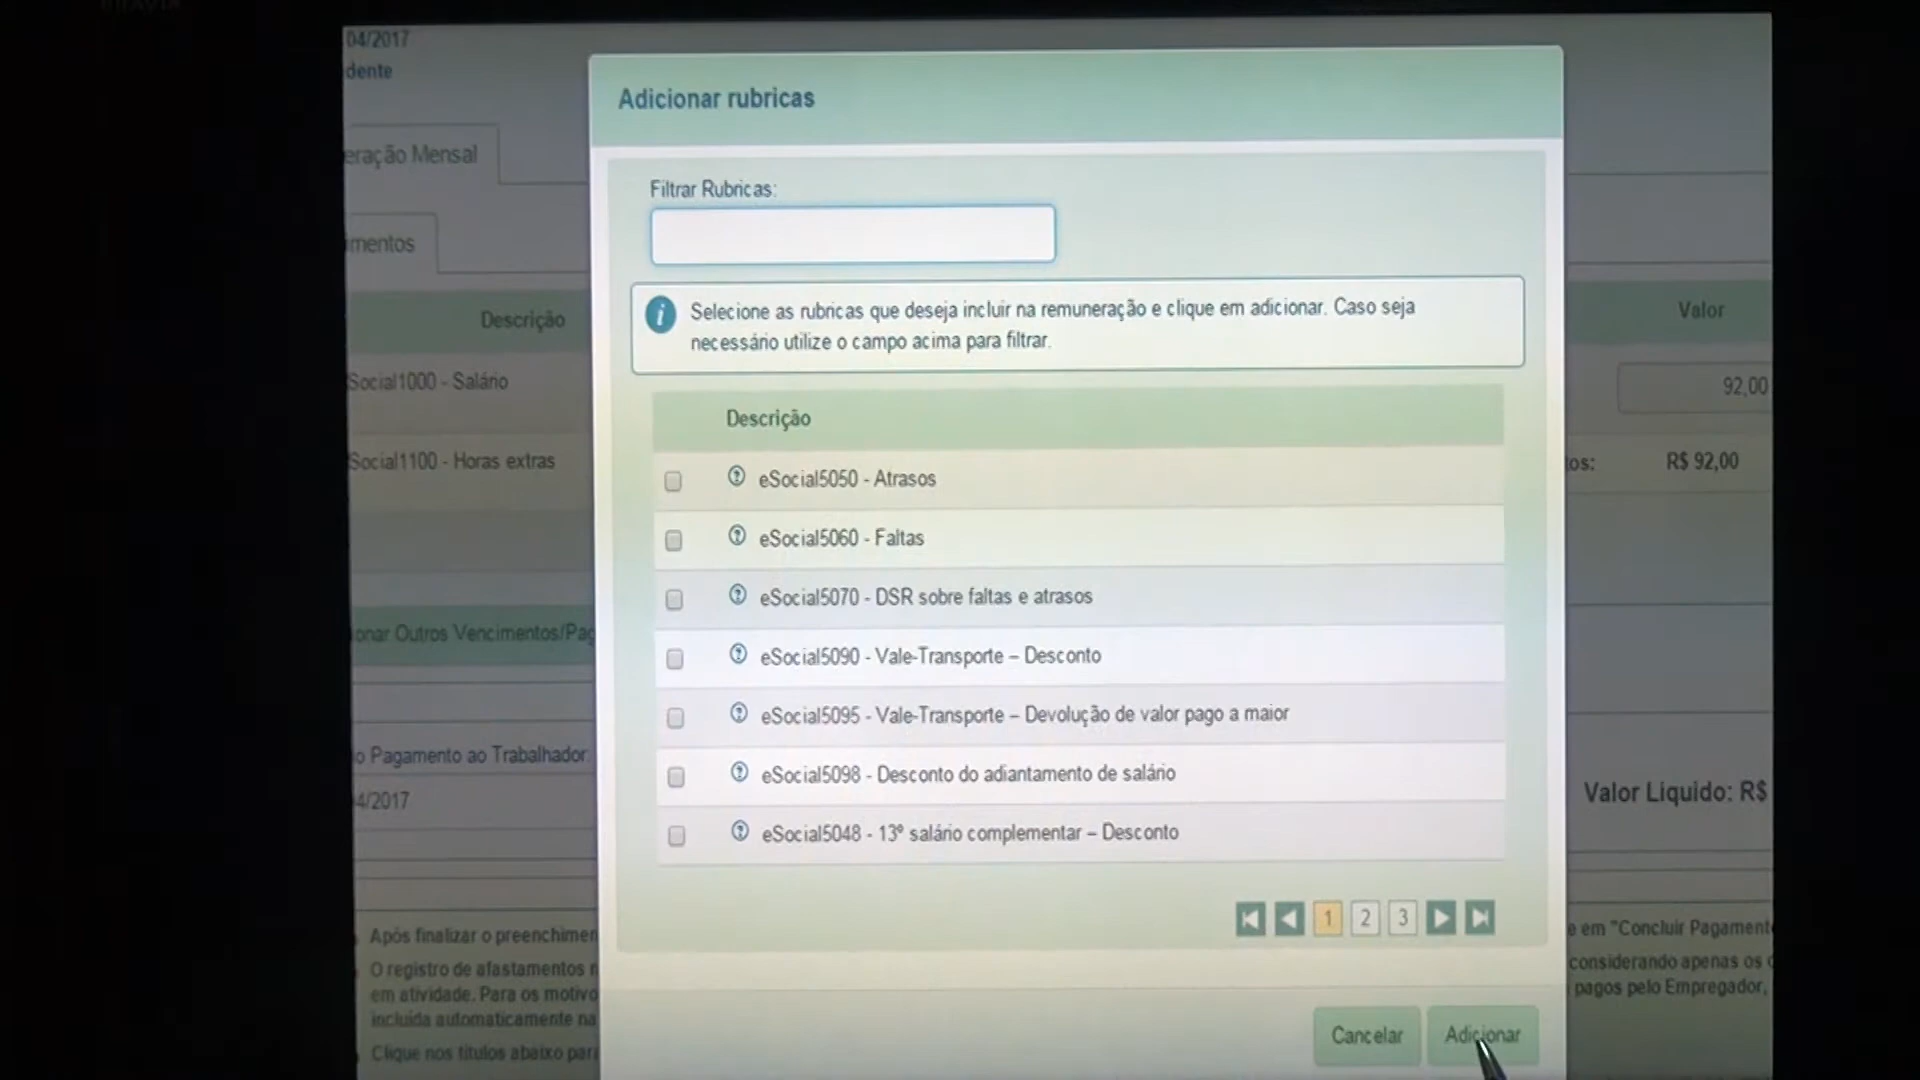 04/2017
dente
eração Mensal
imentos
Descrição
Valor
Social1000 - Salário
92,00
Social1100 - Horas extras
tos: R$ 92,00
onar Outros Vencimentos/Pag
o Pagamento ao Trabalhador
4/2017
Valor Liquido: R$
Após finalizar o preenchimen
O registro de afastamentos
em atividade. Para os motivo
incluída automaticamente na
Clique nos títulos abaixo par
e em "Concluir Pagament
considerando apenas os
pagos pelo Empregador,
Adicionar rubricas
Filtrar Rubricas:
Selecione as rubricas que deseja incluir na remuneração e clique em adicionar. Caso seja
necessário utilize o campo acima para filtrar.
Descrição
eSocial5050 - Atrasos
eSocial5060 - Faltas
eSocial5070 - DSR sobre faltas e atrasos
eSocial5090 - Vale-Transporte – Desconto
eSocial5095 - Vale-Transporte – Devolução de valor pago a maior
eSocial5098 - Desconto do adiantamento de salário
eSocial5048 - 13º salário complementar – Desconto
1 2 3
Cancelar Adicionar